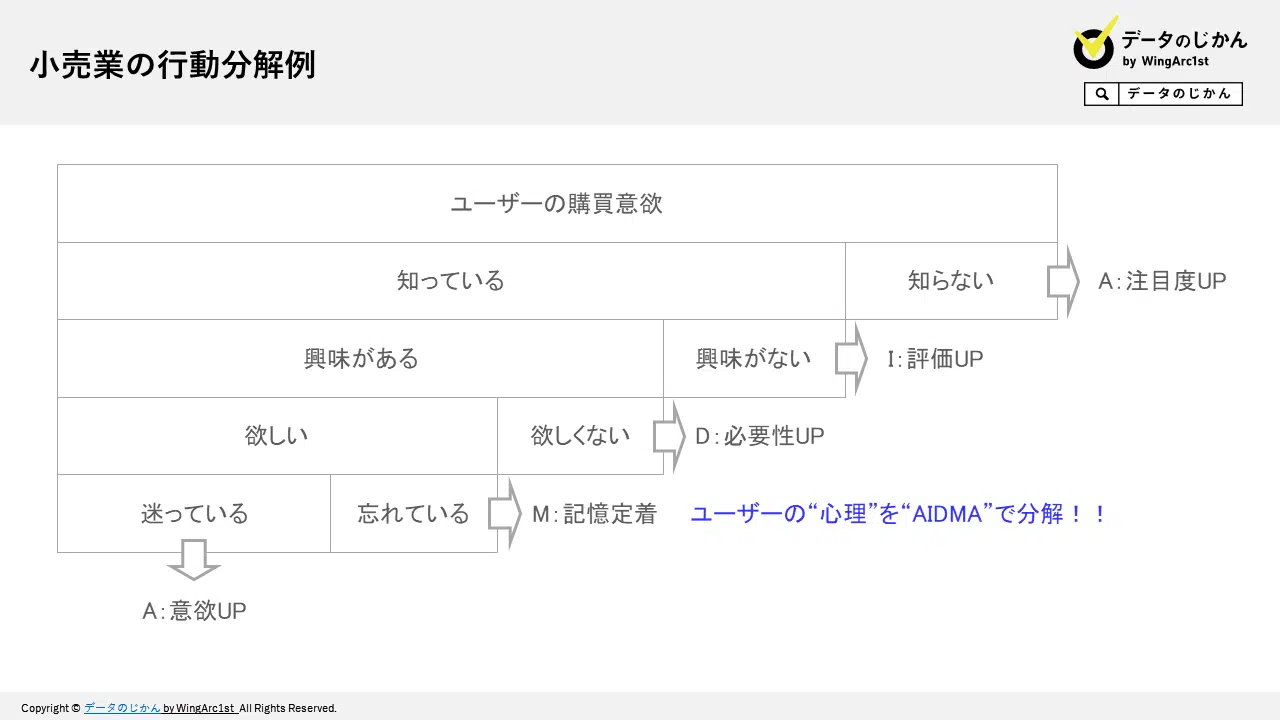 小売業の行動分解例
データのじかん
by WingArc1st
データのじかん
ユーザーの購買意欲
知っている
知らない
A：注目度UP
興味がある
興味がない
I：評価UP
欲しい
欲しくない
D：必要性UP
迷っている
忘れている
M：記憶定着
ユーザーの“心理”を“AIDMA”で分解！！
A：意欲UP
Copyright © データのじかん by WingArc1st All Rights Reserved.